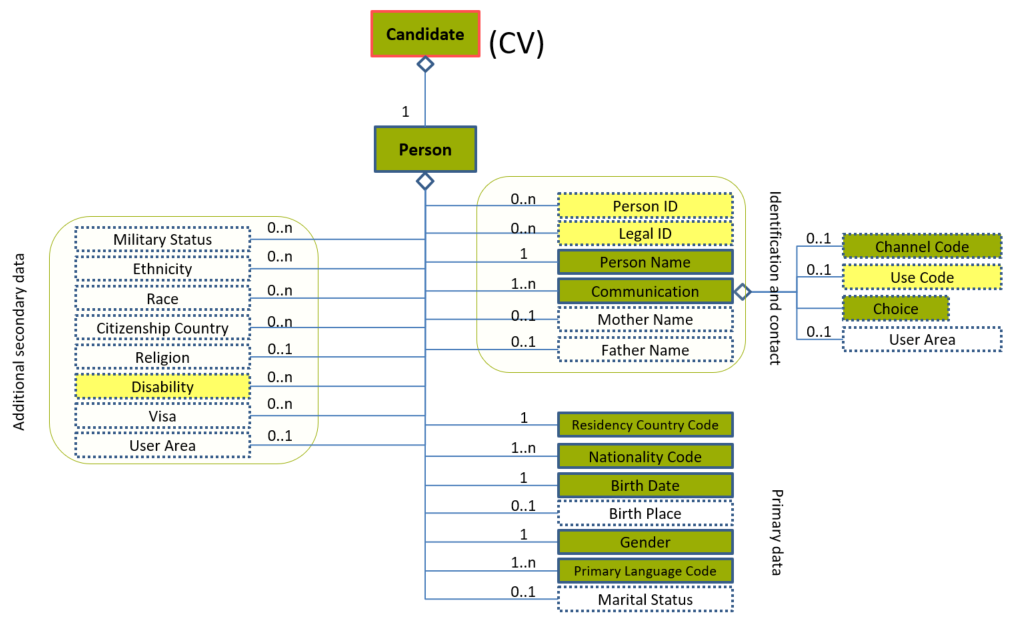 Candidate
(CV)
1
Person
Additional secondary data
Military Status
0..n
Ethnicity
0..n
Race
0..n
Citizenship Country
0..n
Religion
0..1
Disability
0..n
Visa
0..n
User Area
0..1
Identification and contact
0..n
Person ID
0..n
Legal ID
1
Person Name
1..n
Communication
0..1
Mother Name
0..1
Father Name
0..1
Channel Code
0..1
Use Code
Choice
0..1
User Area
Primary data
1
Residency Country Code
1..n
Nationality Code
1
Birth Date
0..1
Birth Place
1
Gender
1..n
Primary Language Code
0..1
Marital Status